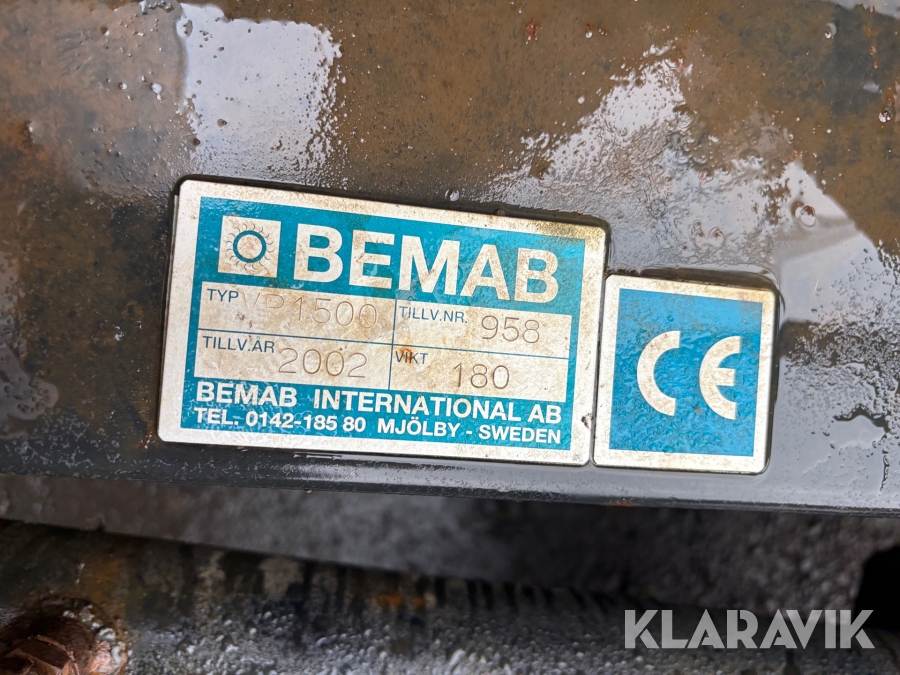 BEMAB
TYP VP1500 TILLV.NR. 958
TILLV.ÅR 2002 VIKT 180
BEMAB INTERNATIONAL AB
TEL. 0142-185 80 MJÖLBY - SWEDEN
CE
KLARAVIK